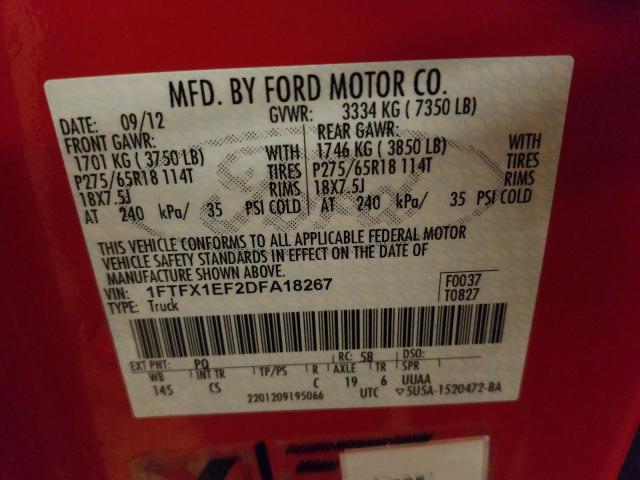 MFD. BY FORD MOTOR CO.
DATE: 09/12 GVWR: 3334 KG ( 7350 LB)
FRONT GAWR: REAR GAWR:
1701 KG ( 3750 LB) WITH 1746 KG ( 3850 LB) WITH
P275/65R18 114T TIRES P275/65R18 114T TIRES
18X7.5J RIMS 18X7.5J RIMS
AT 240 kPa/ 35 PSI COLD AT 240 kPa/ 35 PSI COLD
THIS VEHICLE CONFORMS TO ALL APPLICABLE FEDERAL MOTOR
VEHICLE SAFETY STANDARDS IN EFFECT ON THE DATE OF
MANUFACTURE SHOWN ABOVE.
VIN: 1FTFX1EF2DFA18267 F0037
TYPE: Truck T0827
EXT PNT: PQ RC: 58 DSO:
WB INT TR TP/PS R AXLE TR SPR
145 CS C 19 6 UUAA
2201209195066 UTC ▽5U5A-1520472-BA